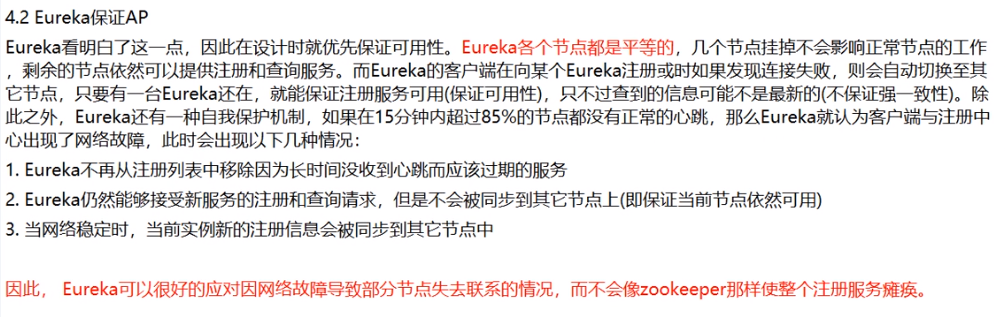 4.2 Eureka保证AP
Eureka看明白了这一点，因此在设计时就优先保证可用性。Eureka各个节点都是平等的，几个节点挂掉不会影响正常节点的工作
，剩余的节点依然可以提供注册和查询服务。而Eureka的客户端在向某个Eureka注册或时如果发现连接失败，则会自动切换至其
它节点，只要有一台Eureka还在，就能保证注册服务可用(保证可用性)，只不过查到的信息可能不是最新的(不保证强一致性)。除
此之外，Eureka还有一种自我保护机制，如果在15分钟内超过85%的节点都没有正常的心跳，那么Eureka就认为客户端与注册中
心出现了网络故障，此时会出现以下几种情况：
1. Eureka不再从注册列表中移除因为长时间没收到心跳而应该过期的服务
2. Eureka仍然能够接受新服务的注册和查询请求，但是不会被同步到其它节点上(即保证当前节点依然可用)
3. 当网络稳定时，当前实例新的注册信息会被同步到其它节点中
因此， Eureka可以很好的应对因网络故障导致部分节点失去联系的情况，而不会像zookeeper那样使整个注册服务瘫痪。